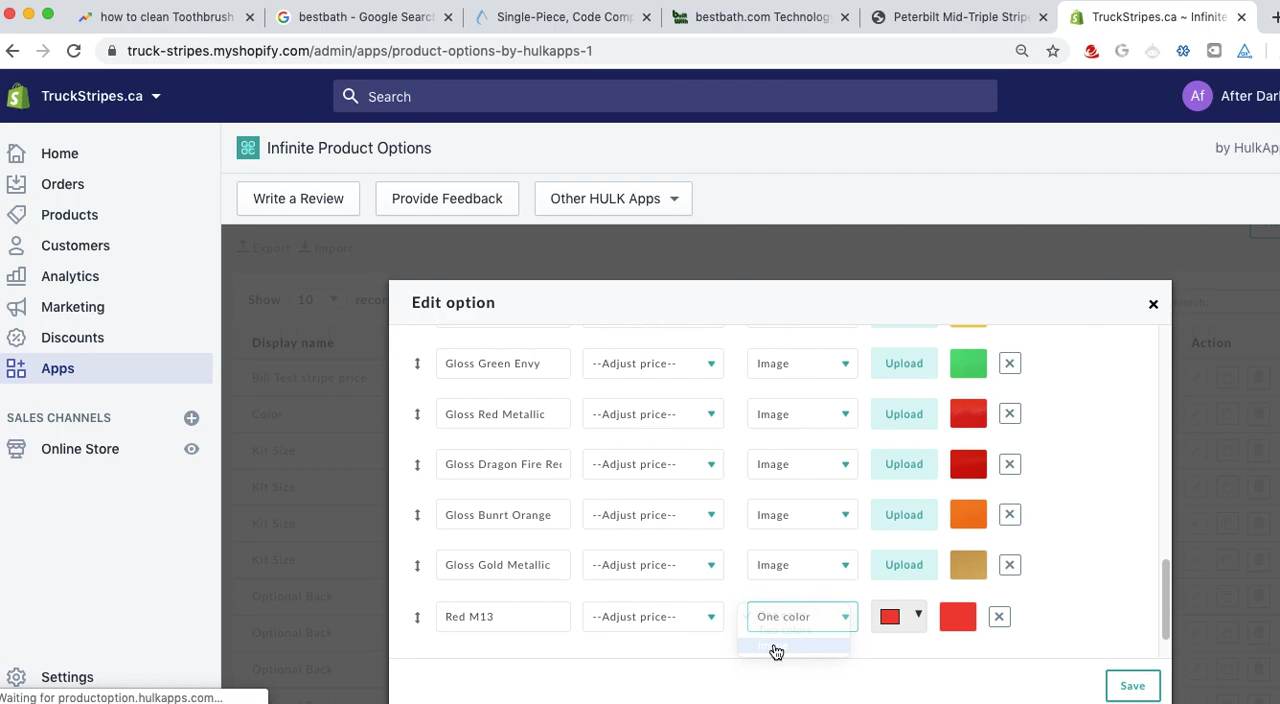 how to clean Toothbrush
bestbath - Google Searc
Single-Piece, Code Comp
bestbath.com Technology
Peterbilt Mid-Triple Stripe
TruckStripes.ca ~ Infinite
truck-stripes.myshopify.com/admin/apps/product-options-by-hulkapps-1
TruckStripes.ca
Search
Af After Dar
Home
Orders
Products
Customers
Analytics
Marketing
Discounts
Apps
SALES CHANNELS
Online Store
Settings
Waiting for productoption.hulkapps.com...
Infinite Product Options
by HulkAp
Write a Review Provide Feedback Other HULK Apps
Export Import
Show 10 recor
Display name
Action
Bill Test stripe price
Color
Kit Size
Kit Size
Kit Size
Kit Size
Optional Back
Optional Back
Optional Back
Edit option
Gloss Green Envy --Adjust price-- Image Upload
Gloss Red Metallic --Adjust price-- Image Upload
Gloss Dragon Fire Red --Adjust price-- Image Upload
Gloss Bunrt Orange --Adjust price-- Image Upload
Gloss Gold Metallic --Adjust price-- Image Upload
Red M13 --Adjust price-- One color
Save